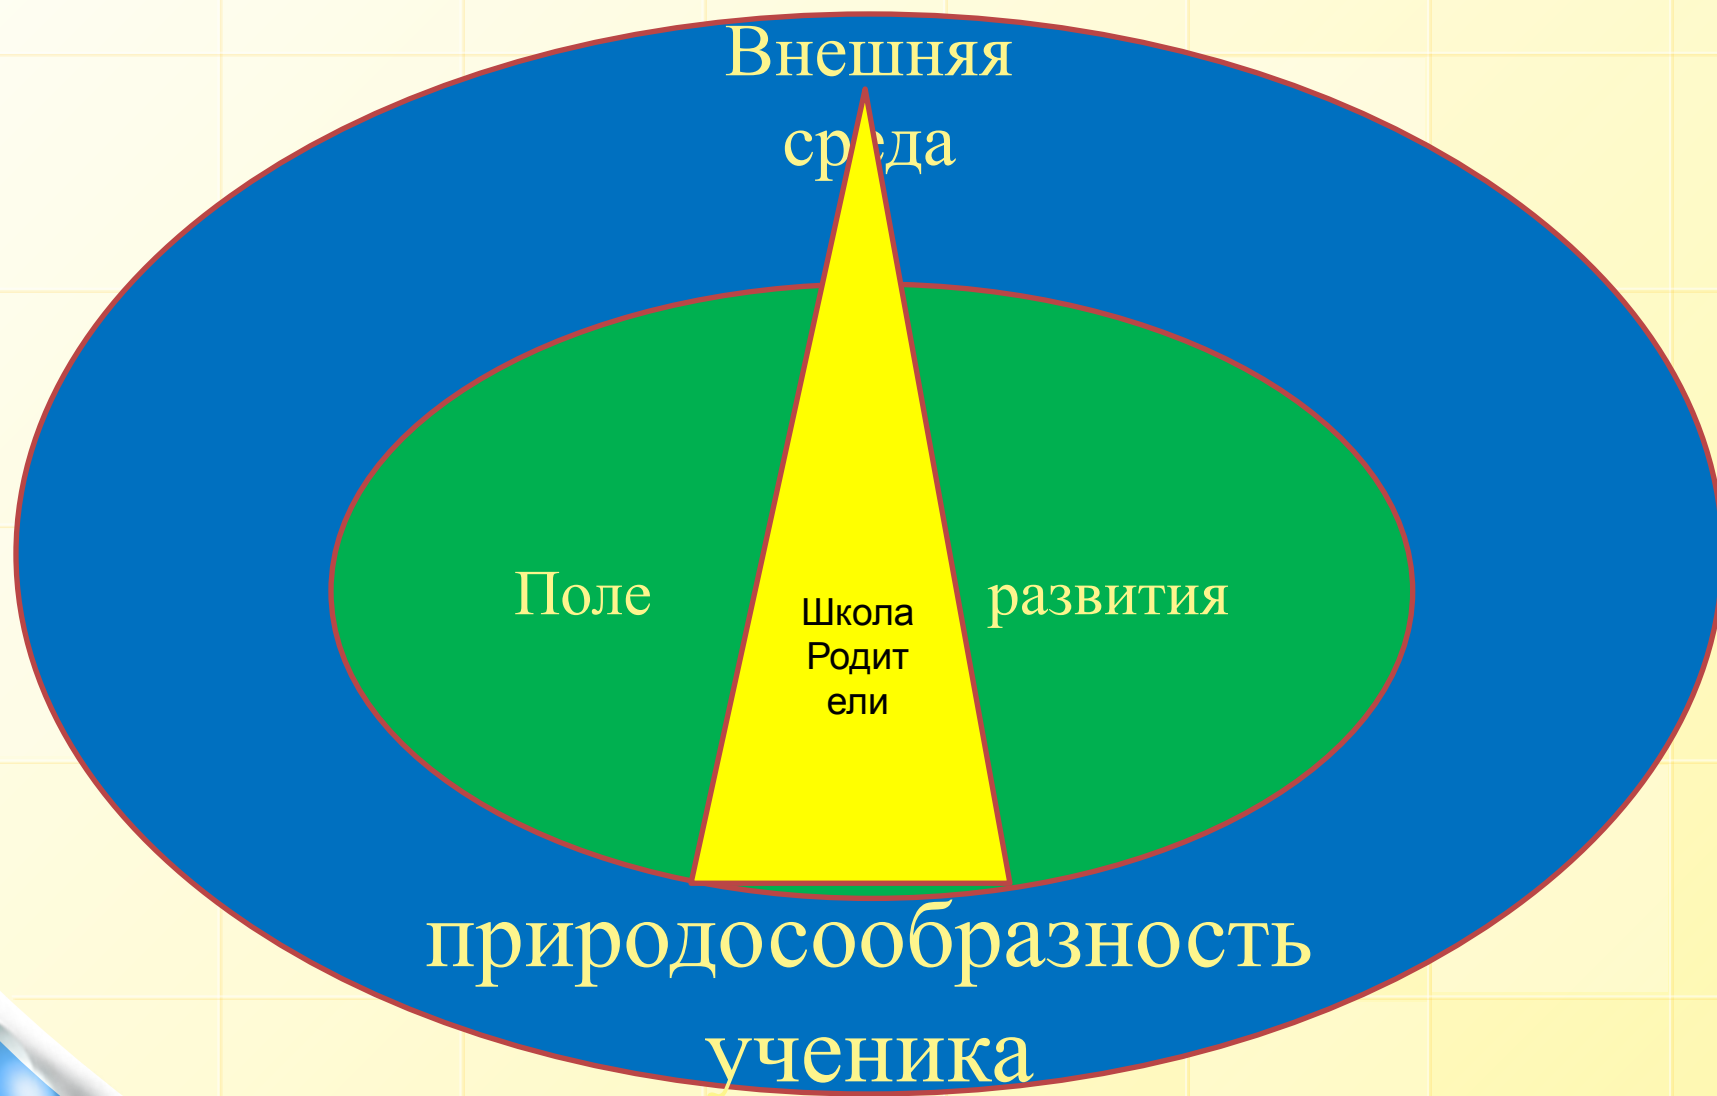 Внешняя
среда
Поле
развития
Школа
Родит
ели
природосообразность
ученика